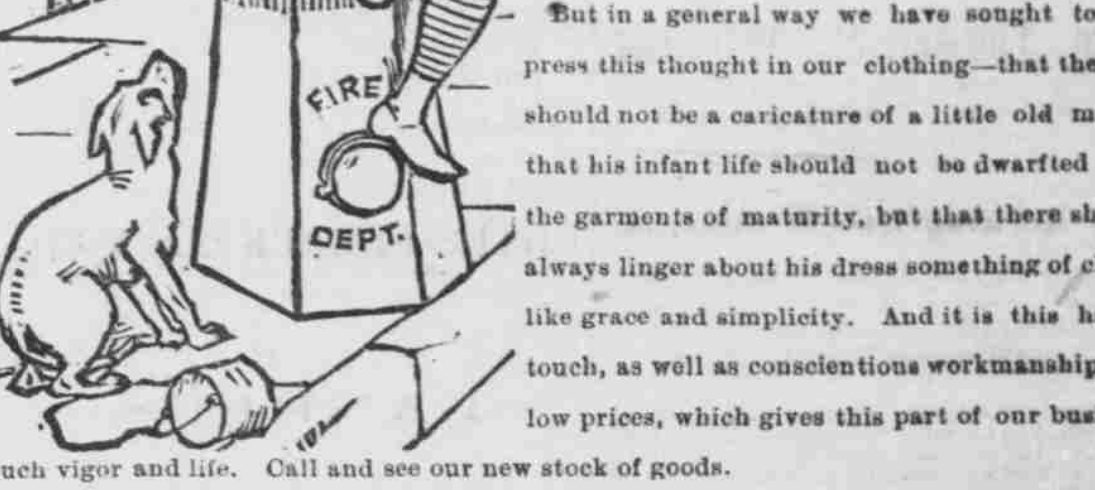 FIRE
DEPT.
But in a general way we have sought to
press this thought in our clothing—that the
should not be a caricature of a little old m
that his infant life should not be dwarfted
the garments of maturity, but that there sh
always linger about his dress something of c
like grace and simplicity. And it is this h
touch, as well as conscientious workmanship
low prices, which gives this part of our bus
uch vigor and life. Call and see our new stock of goods.